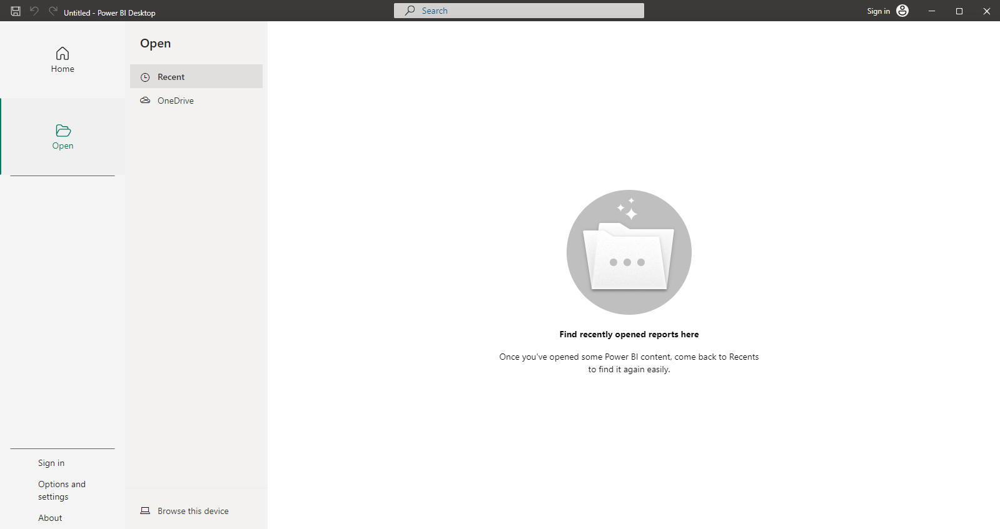 Untitled - Power BI Desktop
Search
Sign in
Home
Open
Open
Recent
OneDrive
Find recently opened reports here
Once you've opened some Power BI content, come back to Recents
to find it again easily.
Sign in
Options and
settings
About
Browse this device